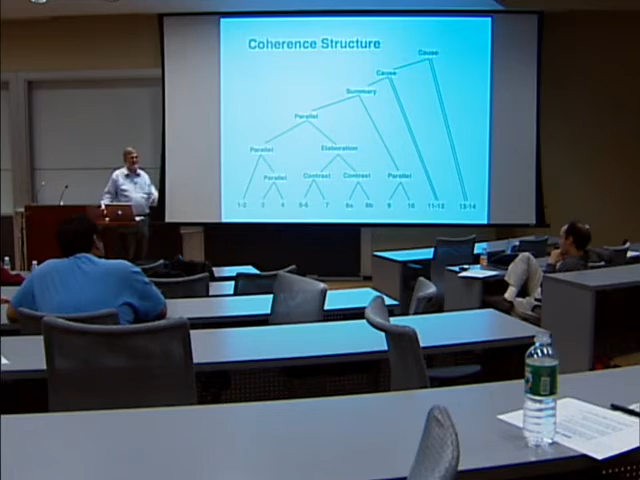 Coherence Structure
Cause
Cause
Summary
Parallel
Parallel Elaboration
Parallel Contrast Contrast Parallel
1-2 3 4 5-6 7 8a 8b 9 10 11-12 13-14